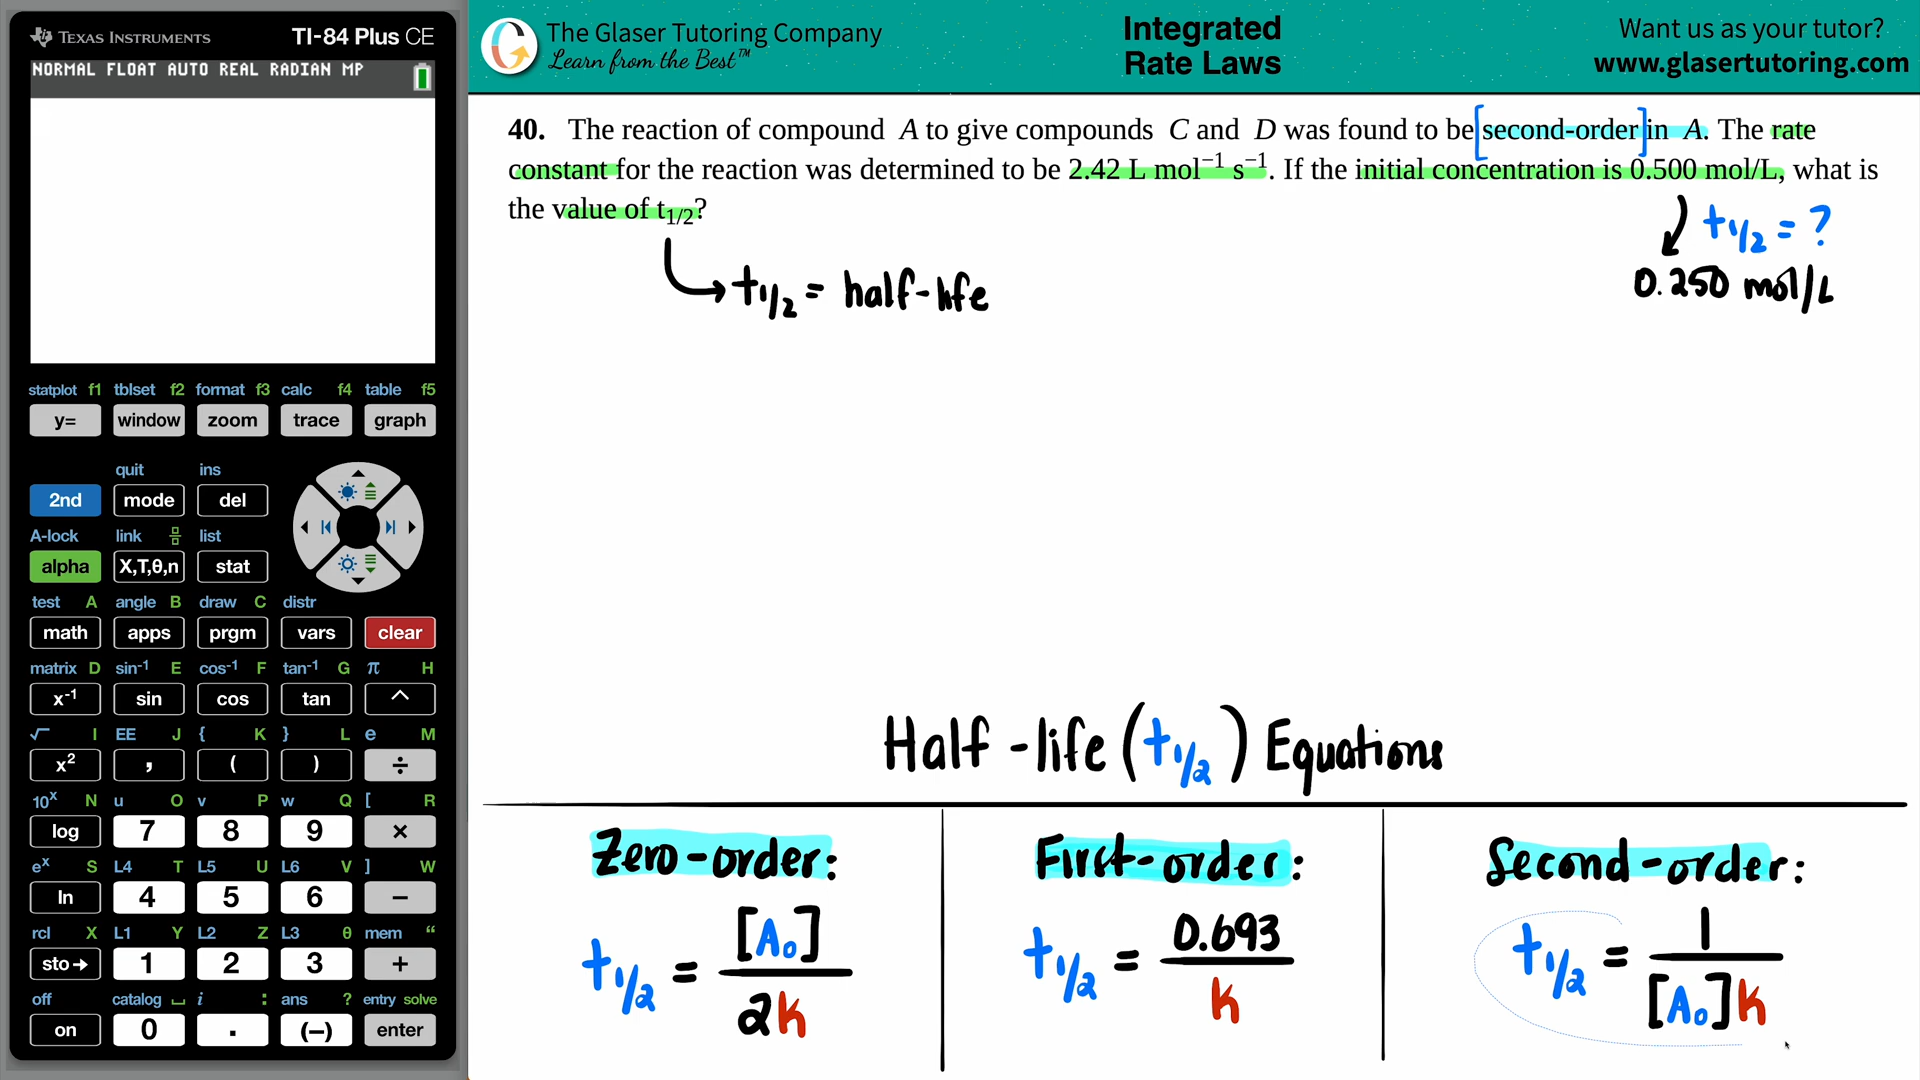 TEXAS INSTRUMENTS TI-84 Plus CE
NORMAL FLOAT AUTO REAL RADIAN MP
statplot f1 tblset f2 format f3 calc f4 table f5
y= window zoom trace graph
quit ins
2nd mode del
A-lock link list
alpha X,T,θ,n stat
test A angle B draw C distr
math apps prgm vars clear
matrix D sin⁻¹ E cos⁻¹ F tan⁻¹ G π H
x⁻¹ sin cos tan ^
√ I EE J { K } L e M
x² , ( ) ÷
10ˣ N u O v P w Q [ R
log 7 8 9 ×
eˣ S L4 T L5 U L6 V ] W
ln 4 5 6 −
rcl X L1 Y L2 Z L3 θ mem “
sto→ 1 2 3 +
off catalog ⎵ i : ans ? entry solve
on 0 . (−) enter
The Glaser Tutoring Company
Learn from the Best™
Integrated
Rate Laws
Want us as your tutor?
www.glasertutoring.com
40. The reaction of compound A to give compounds C and D was found to be [second-order] in A. The rate
constant for the reaction was determined to be 2.42 L mol⁻¹ s⁻¹. If the initial concentration is 0.500 mol/L, what is
the value of t₁/₂?
t₁/₂ = ?
0.250 mol/L
t₁/₂ = half-life
Half-life (t₁/₂) Equations
Zero-order:
t₁/₂ = [A₀] / 2k
First-order:
t₁/₂ = 0.693 / k
Second-order:
t₁/₂ = 1 / [A₀]k